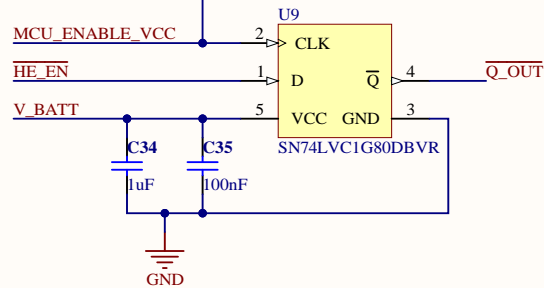 U9
MCU_ENABLE_VCC 2 CLK
HE_EN 1 D Q 4 Q_OUT
V_BATT 5 VCC GND 3
C34 C35 SN74LVC1G80DBVR
1uF 100nF
GND